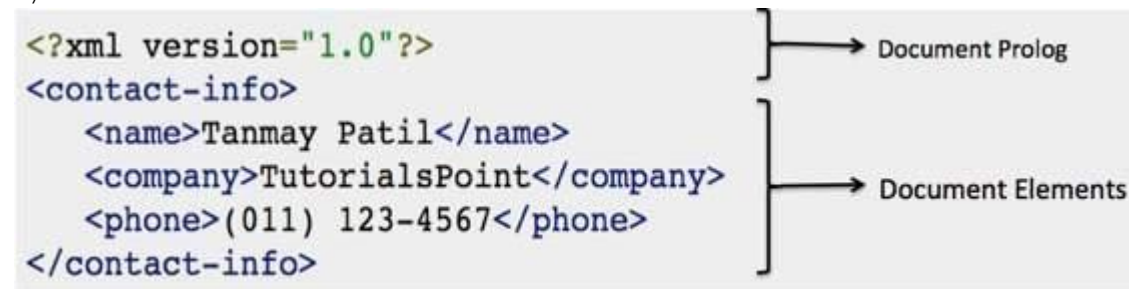 <?xml version="1.0"?>
Document Prolog
<contact-info>
<name>Tanmay Patil</name>
<company>TutorialsPoint</company>
Document Elements
<phone>(011) 123-4567</phone>
</contact-info>